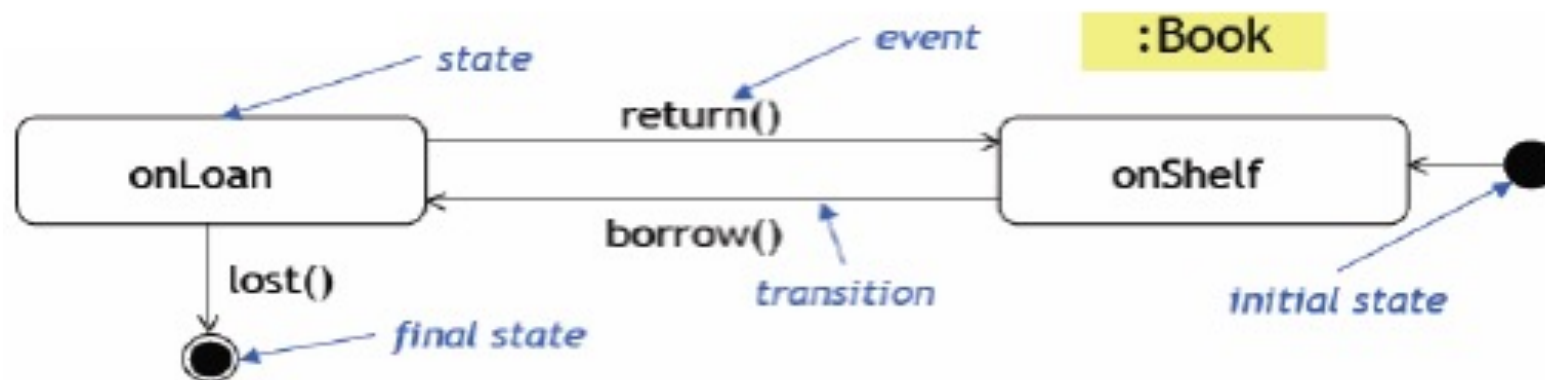 :Book
event
state
return()
onLoan
onShelf
borrow()
lost()
transition
initial state
final state